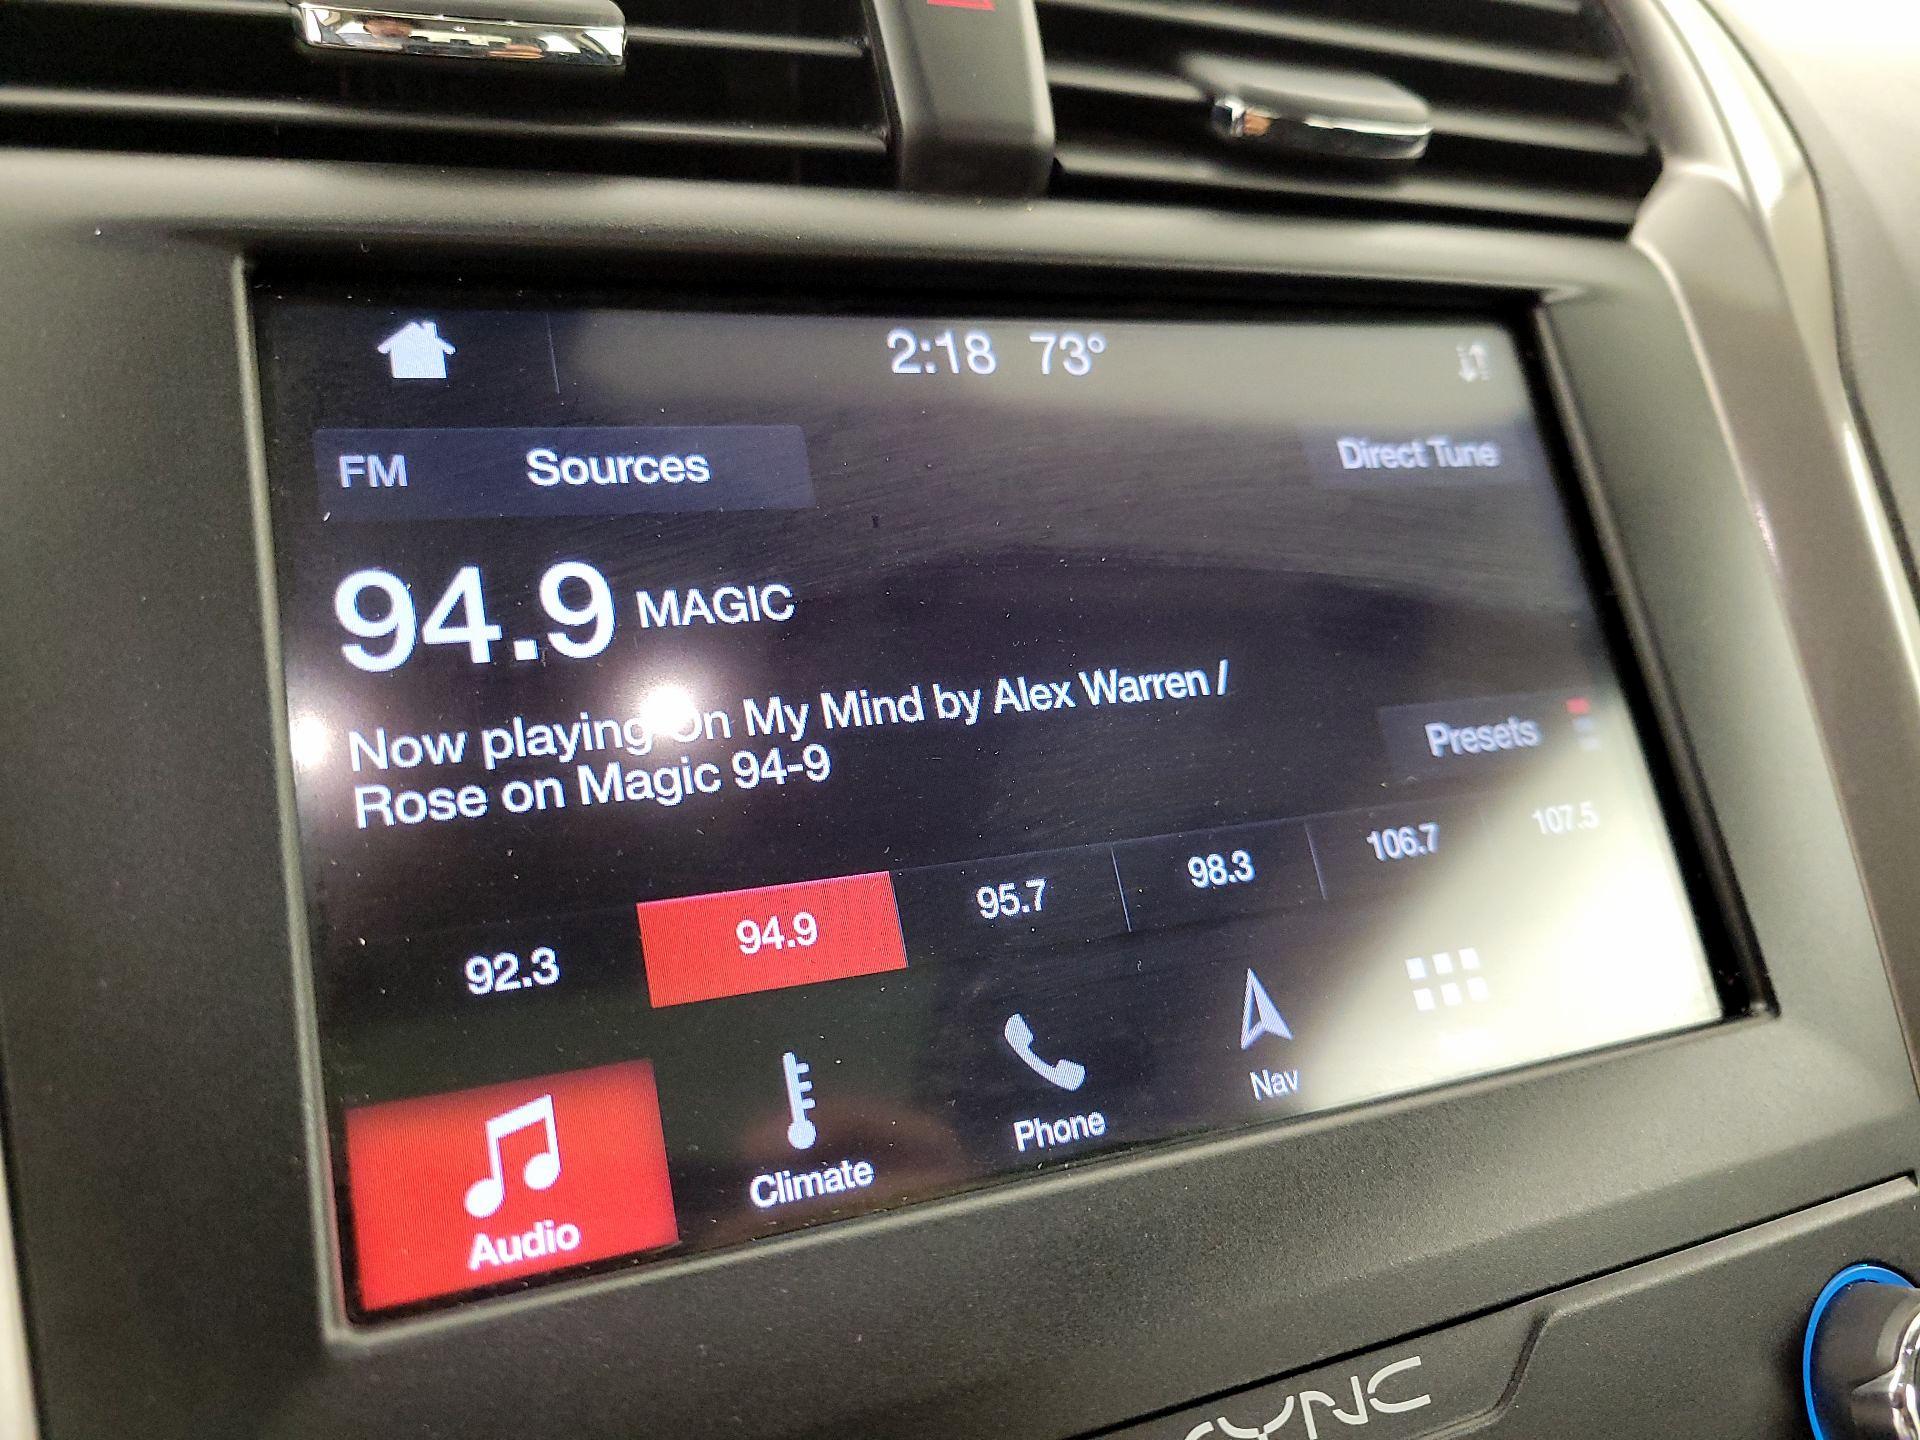 2:18 73°
FM Sources
Direct Tune
94.9 MAGIC
Now playing On My Mind by Alex Warren /
Rose on Magic 94-9
Presets
92.3 94.9 95.7 98.3 106.7 107.5
Audio Climate Phone Nav
SYNC